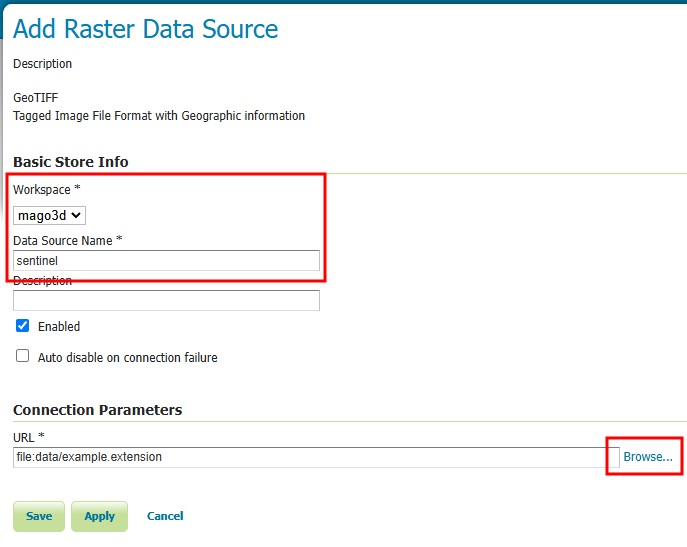 Add Raster Data Source
Description
GeoTIFF
Tagged Image File Format with Geographic information
Basic Store Info
Workspace *
mago3d
Data Source Name *
sentinel
Description
Enabled
Auto disable on connection failure
Connection Parameters
URL *
file:data/example.extension Browse...
Save Apply Cancel